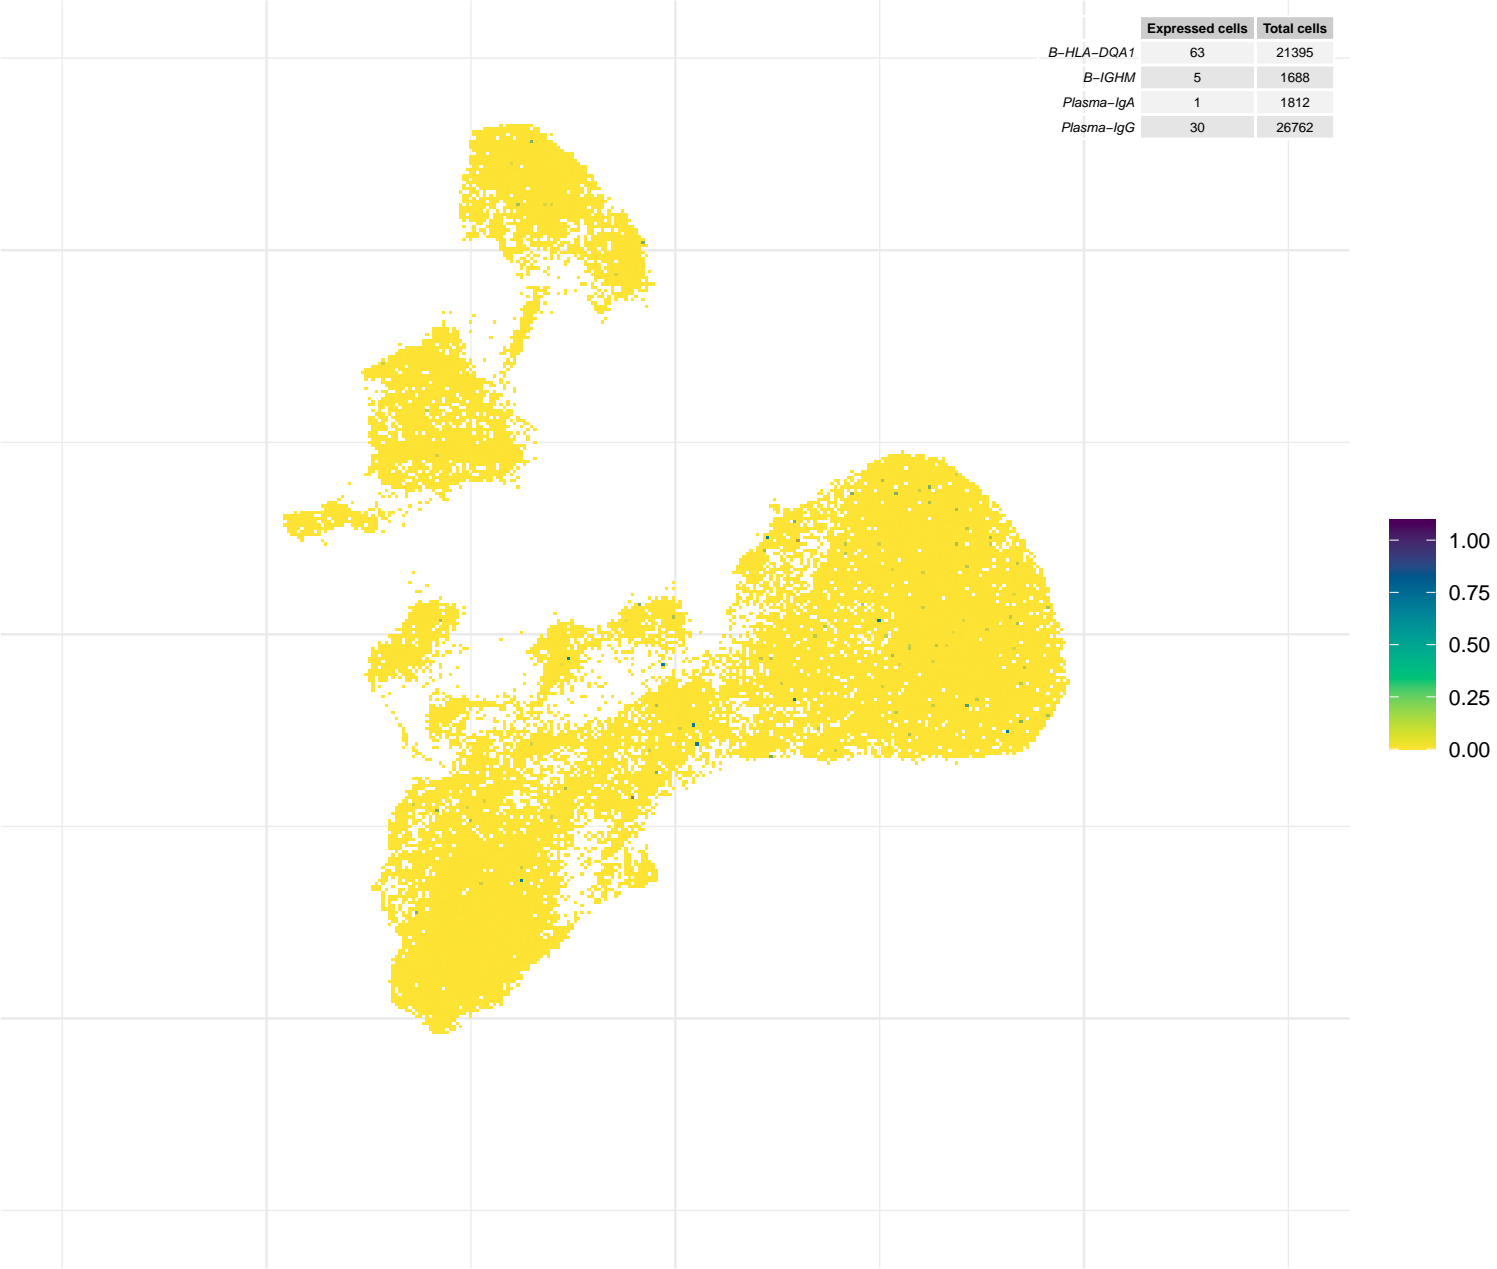 Expressed cells Total cells
B−HLA−DQA1 63 21395
B−IGHM 5 1688
Plasma−IgA 1 1812
Plasma−IgG 30 26762
1.00
0.75
0.50
0.25
0.00